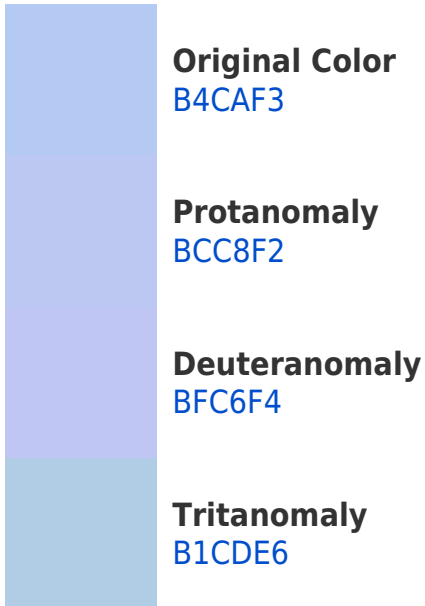 Original Color
B4CAF3
Protanomaly
BCC8F2
Deuteranomaly
BFC6F4
Tritanomaly
B1CDE6